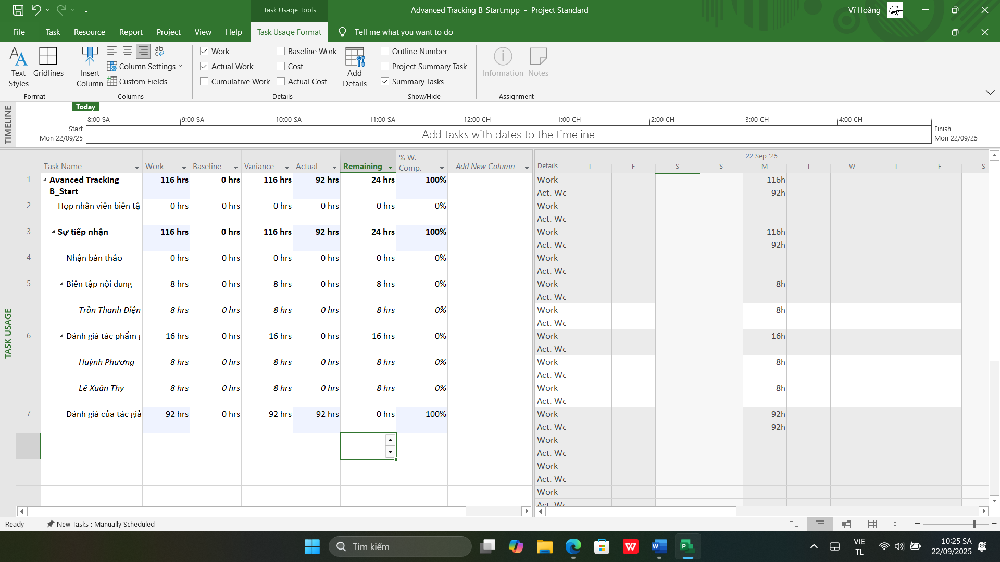 Task Usage Tools
Advanced Tracking B_Start.mpp - Project Standard
Vĩ Hoàng
File Task Resource Report Project View Help Task Usage Format Tell me what you want to do
Text Styles
Gridlines
Format
Insert Column
Column Settings
Custom Fields
Columns
Work
Actual Work
Cumulative Work
Baseline Work
Cost
Actual Cost
Add Details
Details
Outline Number
Project Summary Task
Summary Tasks
Show/Hide
Information
Notes
Assignment
TIMELINE
Today
8:00 SA 9:00 SA 10:00 SA 11:00 SA 12:00 CH 1:00 CH 2:00 CH 3:00 CH 4:00 CH
Start
Mon 22/09/25
Add tasks with dates to the timeline
Finish
Mon 22/09/25
TASK USAGE
Task Name Work Baseline Variance Actual Remaining % W. Comp. Add New Column
1 Avanced Tracking B_Start 116 hrs 0 hrs 116 hrs 92 hrs 24 hrs 100%
2 Họp nhân viên biên tập 0 hrs 0 hrs 0 hrs 0 hrs 0 hrs 0%
3 Sự tiếp nhận 116 hrs 0 hrs 116 hrs 92 hrs 24 hrs 100%
4 Nhận bản thảo 0 hrs 0 hrs 0 hrs 0 hrs 0 hrs 0%
5 Biên tập nội dung 8 hrs 0 hrs 8 hrs 0 hrs 8 hrs 0%
Trần Thanh Điện 8 hrs 0 hrs 8 hrs 0 hrs 8 hrs 0%
6 Đánh giá tác phẩm g 16 hrs 0 hrs 16 hrs 0 hrs 16 hrs 0%
Huỳnh Phương 8 hrs 0 hrs 8 hrs 0 hrs 8 hrs 0%
Lê Xuân Thy 8 hrs 0 hrs 8 hrs 0 hrs 8 hrs 0%
7 Đánh giá của tác giả 92 hrs 0 hrs 92 hrs 92 hrs 0 hrs 100%
22 Sep '25
Details T F S S M T W T F S
Work 116h
Act. Wc 92h
Work
Act. Wc
Work 116h
Act. Wc 92h
Work
Act. Wc
Work 8h
Act. Wc
Work 8h
Act. Wc
Work 16h
Act. Wc
Work 8h
Act. Wc
Work 8h
Act. Wc
Work 92h
Act. Wc 92h
Work
Act. Wc
Work
Act. Wc
Work
Act. Wc
Ready New Tasks : Manually Scheduled
Tìm kiếm
VIE
TL
10:25 SA
22/09/2025